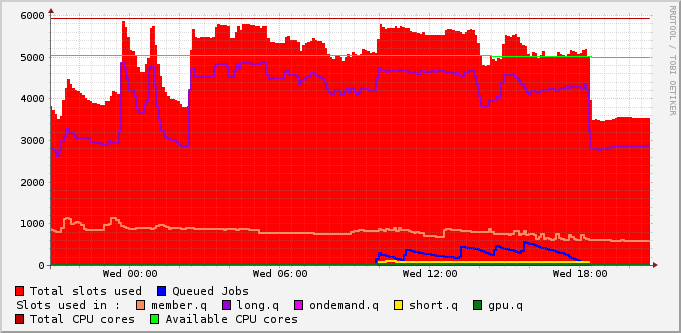 6000
5000
4000
3000
2000
1000
0
Wed 00:00 Wed 06:00 Wed 12:00 Wed 18:00
Total slots used Queued Jobs
Slots used in : member.q long.q ondemand.q short.q gpu.q
Total CPU cores Available CPU cores
RRDTOOL / TOBI OETIKER